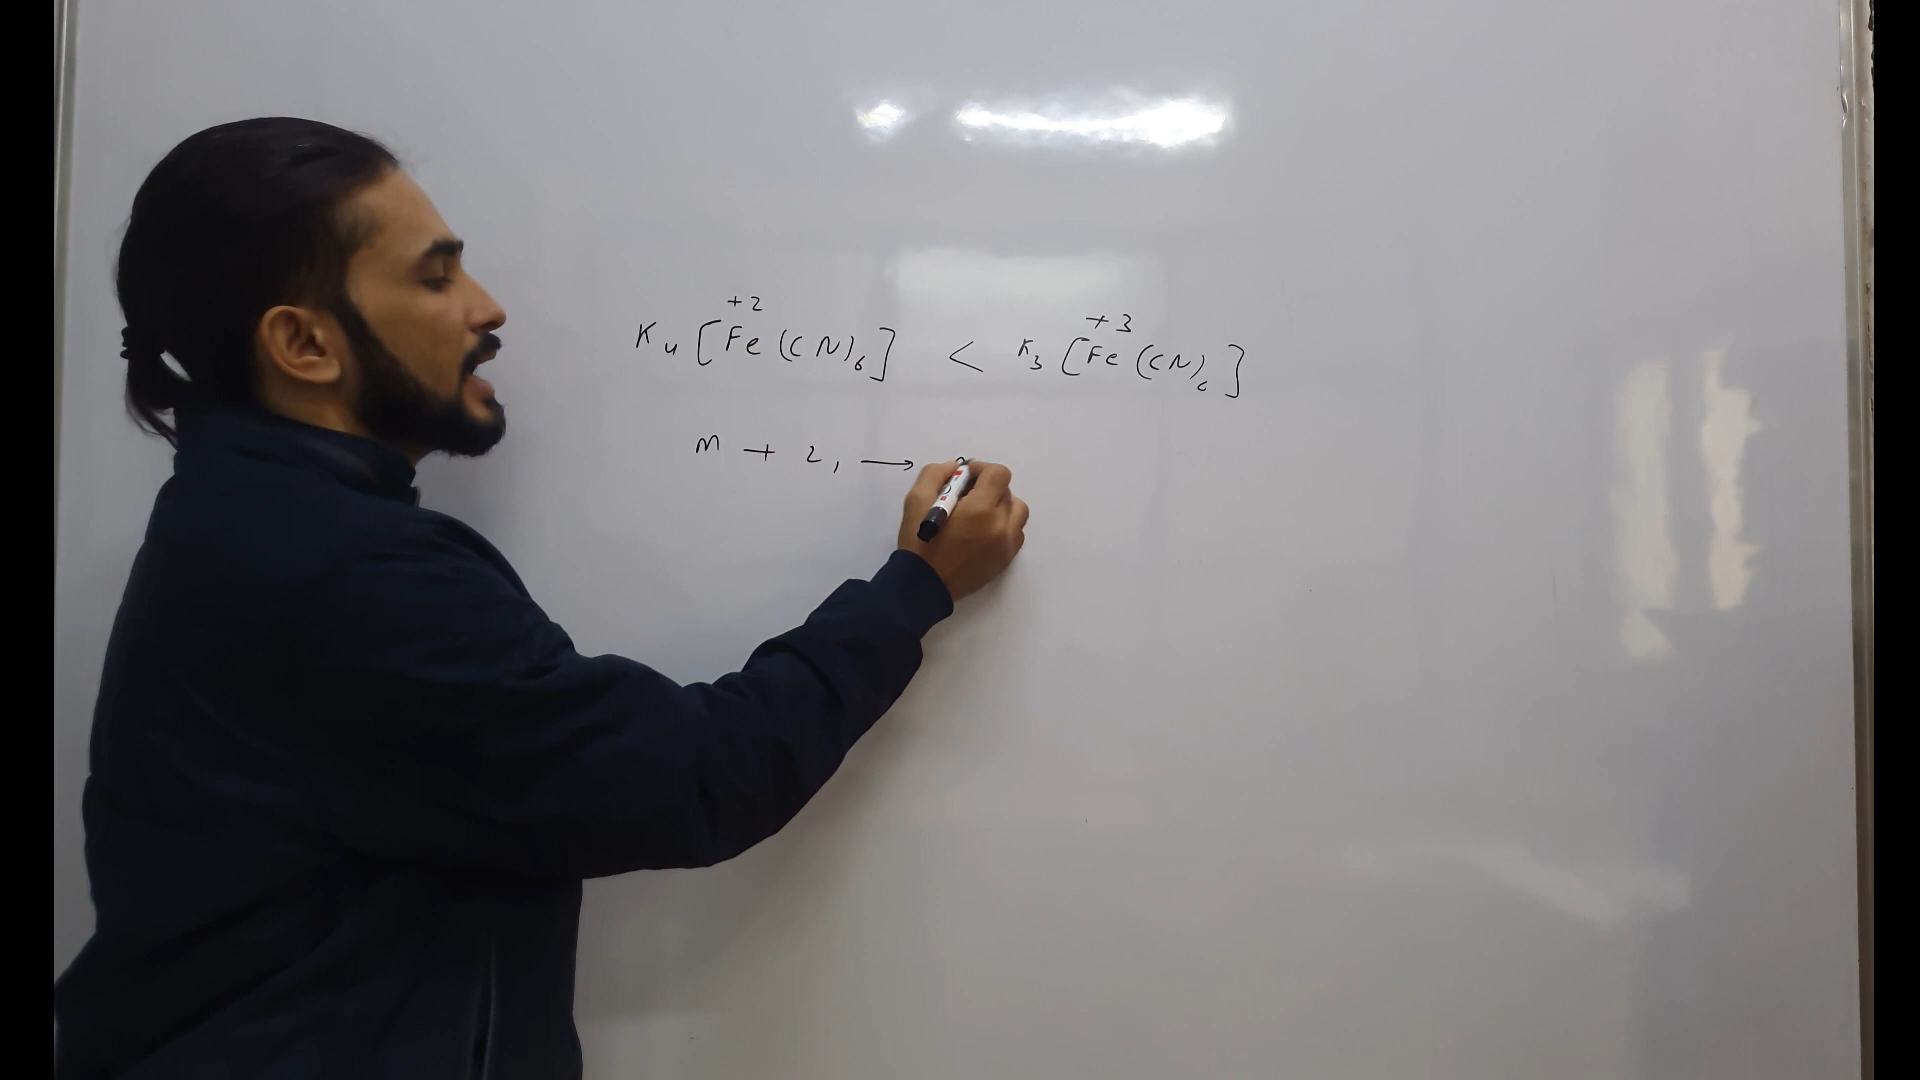 +2 +3
K4 [Fe(CN)6] < K3 [Fe(CN)6]
M + 2, →